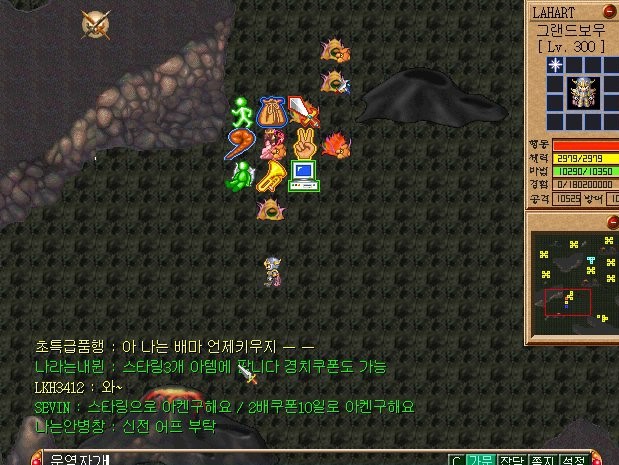 LAHART
그랜드보우
[ Lv. 300 ]
행동
체력 2979/2979
마법 10290/10350
경험 0/180200000
공격 10525 방어 10
초특급품행 : 아 나는 배마 언제키우지 ㅡ ㅡ
나라는내뀐 : 스타링3개 아템에 팝니다 경치쿠폰도 가능
LKH3412 : 와~
SEVIN : 스타링으로 아켄구해요 / 2배쿠폰10일로 아켄구해요
나는안병창 : 신전 어프 부탁
운영자개
C 가문 잡담 쪽지 설정